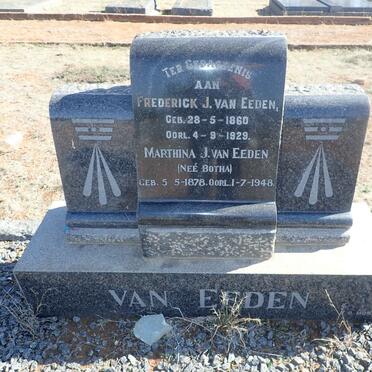 TER GEDAGTENIS
AAN
FREDERICK J. VAN EEDEN,
GEB. 28-5-1860
OORL. 4-9-1929.
MARTHINA J. VAN EEDEN
(NEÉ BOTHA)
GEB. 5-5-1878. OORL. 1-7-1948.
VAN EEDEN